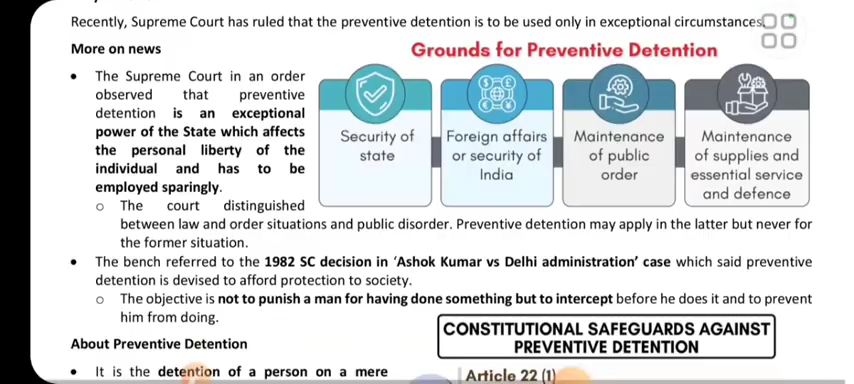 Recently, Supreme Court has ruled that the preventive detention is to be used only in exceptional circumstances.
More on news
• The Supreme Court in an order
observed that preventive
detention is an exceptional
power of the State which affects
the personal liberty of the
individual and has to be
employed sparingly.
o The court distinguished
between law and order situations and public disorder. Preventive detention may apply in the latter but never for
the former situation.
Grounds for Preventive Detention
Security of
state
Foreign affairs
or security of
India
Maintenance
of public
order
Maintenance
of supplies and
essential service
and defence
• The bench referred to the 1982 SC decision in ‘Ashok Kumar vs Delhi administration’ case which said preventive
detention is devised to afford protection to society.
o The objective is not to punish a man for having done something but to intercept before he does it and to prevent
him from doing.
About Preventive Detention
• It is the detention of a person on a mere
CONSTITUTIONAL SAFEGUARDS AGAINST
PREVENTIVE DETENTION
Article 22 (1)